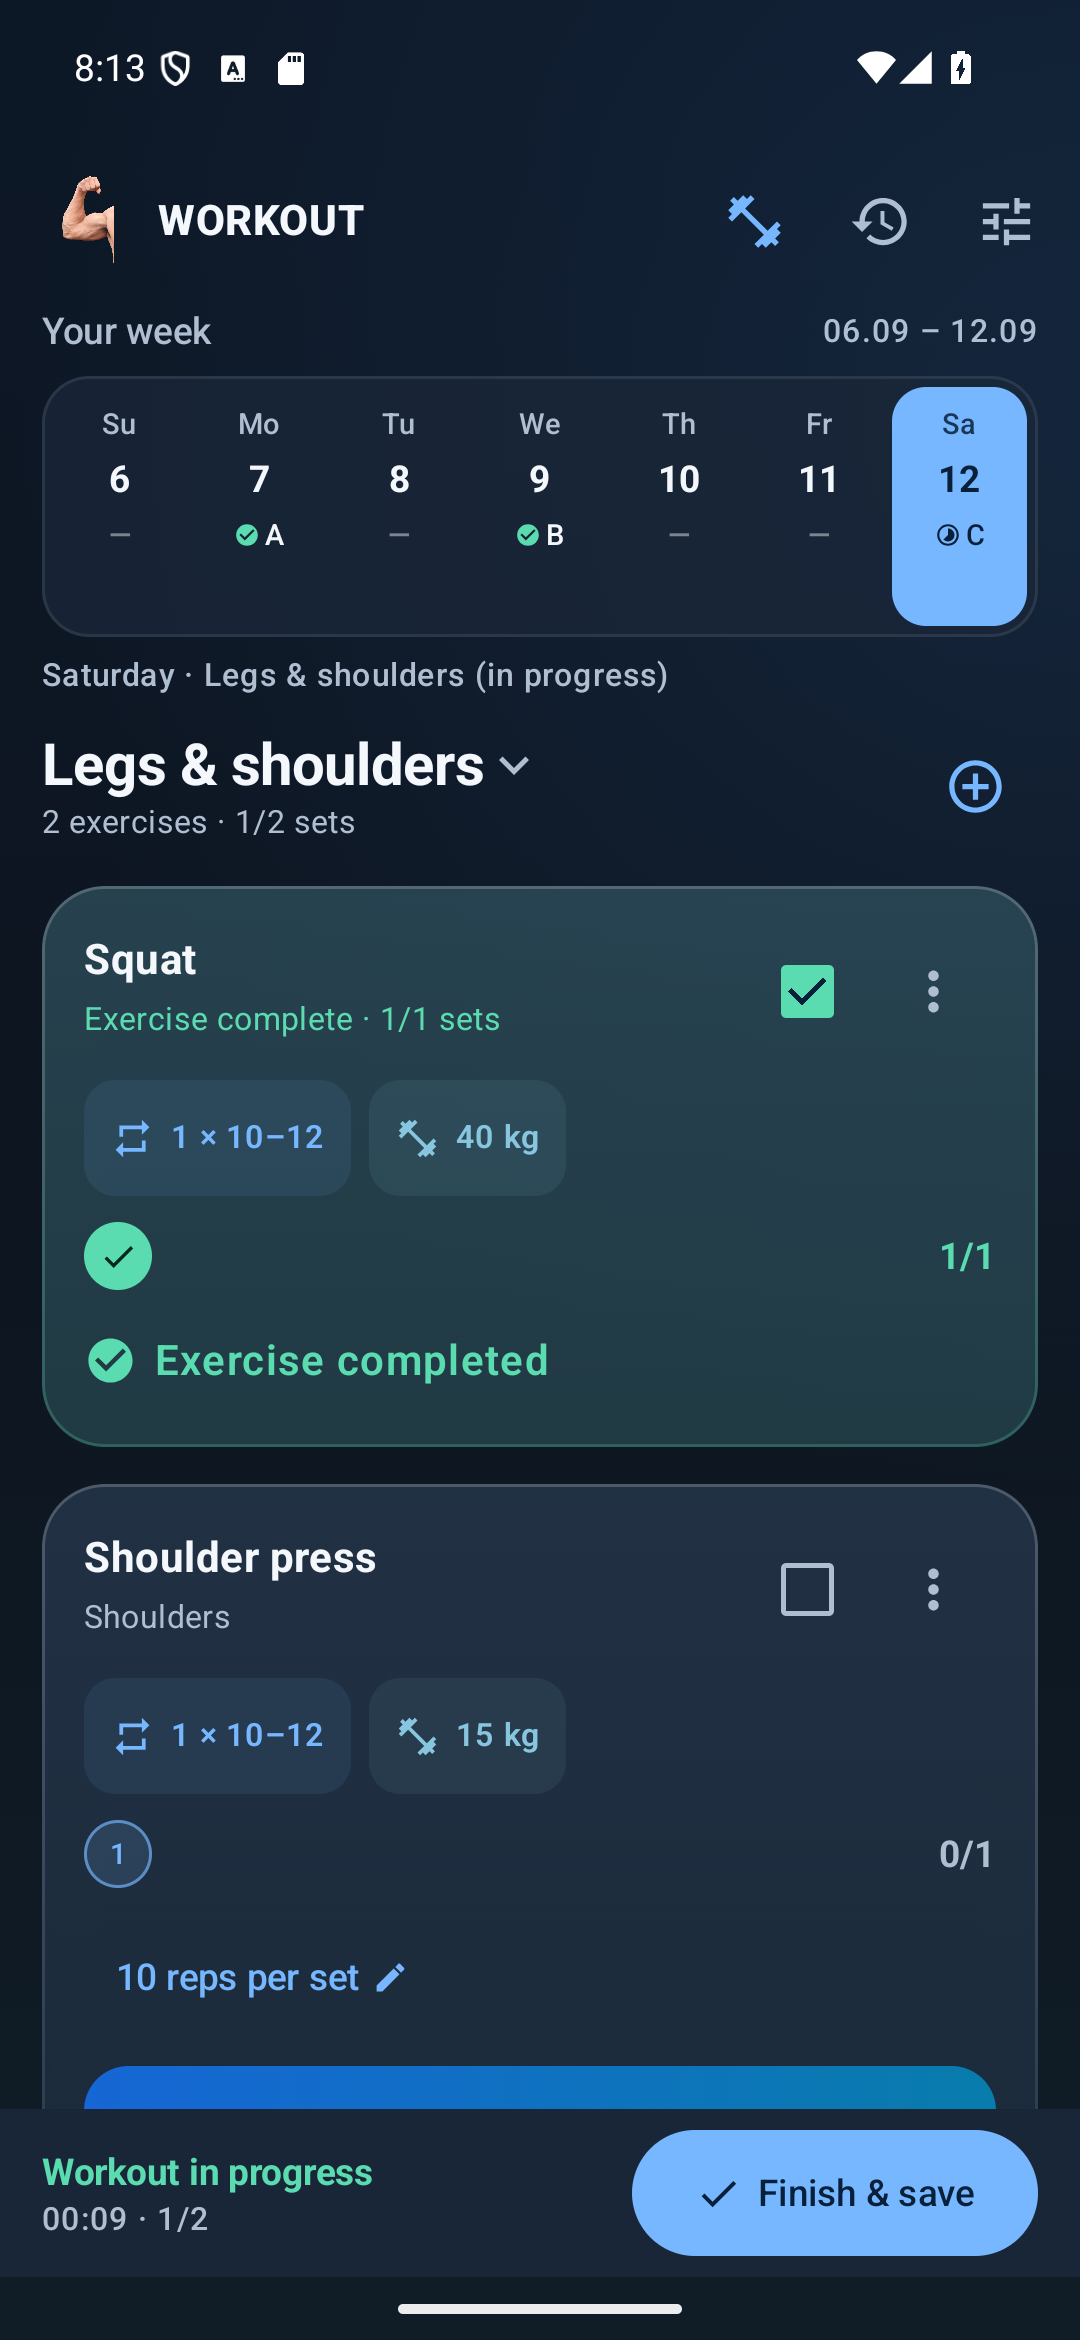 8:13
WORKOUT
Your week
06.09 – 12.09
Su Mo Tu We Th Fr Sa
6 7 8 9 10 11 12
– A – B – – C
Saturday · Legs & shoulders (in progress)
Legs & shoulders
2 exercises · 1/2 sets
Squat
Exercise complete · 1/1 sets
1 × 10–12
40 kg
1/1
Exercise completed
Shoulder press
Shoulders
1 × 10–12
15 kg
1
0/1
10 reps per set
Workout in progress
00:09 · 1/2
Finish & save